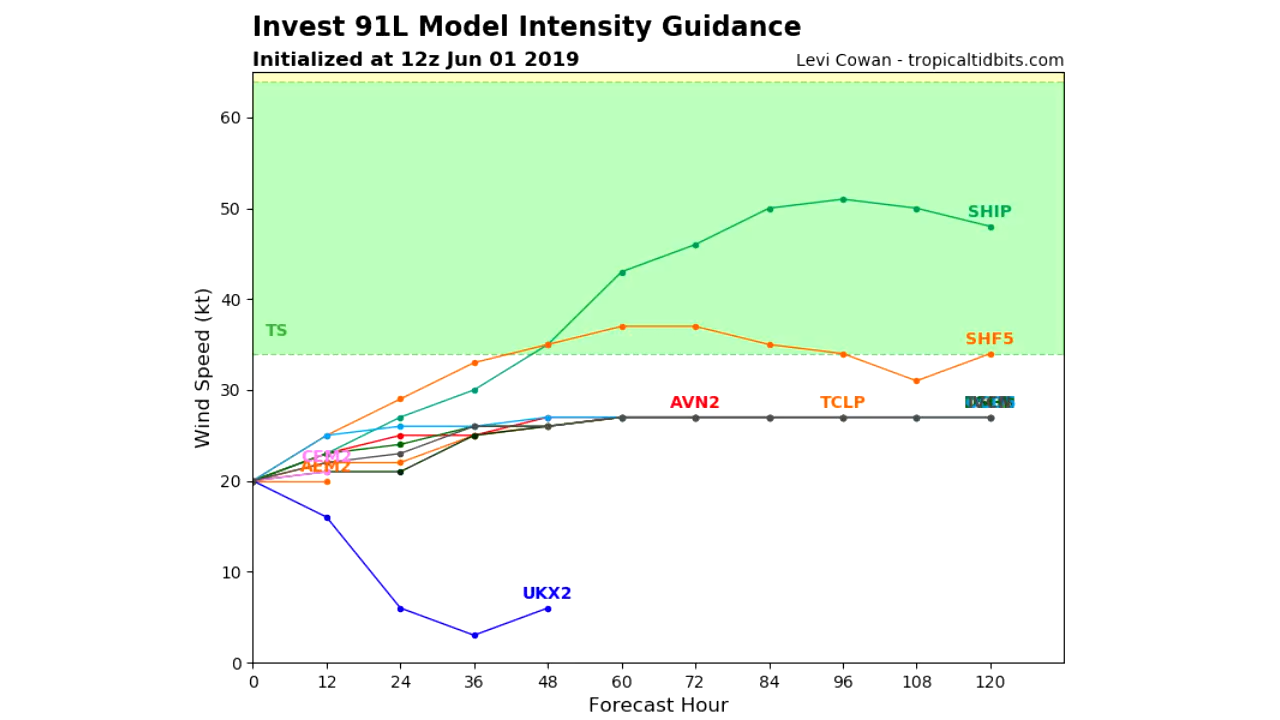 Invest 91L Model Intensity Guidance
Initialized at 12z Jun 01 2019
Levi Cowan - tropicaltidbits.com
60
50
40
30
20
10
0
Wind Speed (kt)
TS
SHIP
SHF5
AVN2
TCLP
CEM2
AEM2
UKX2
0 12 24 36 48 60 72 84 96 108 120
Forecast Hour